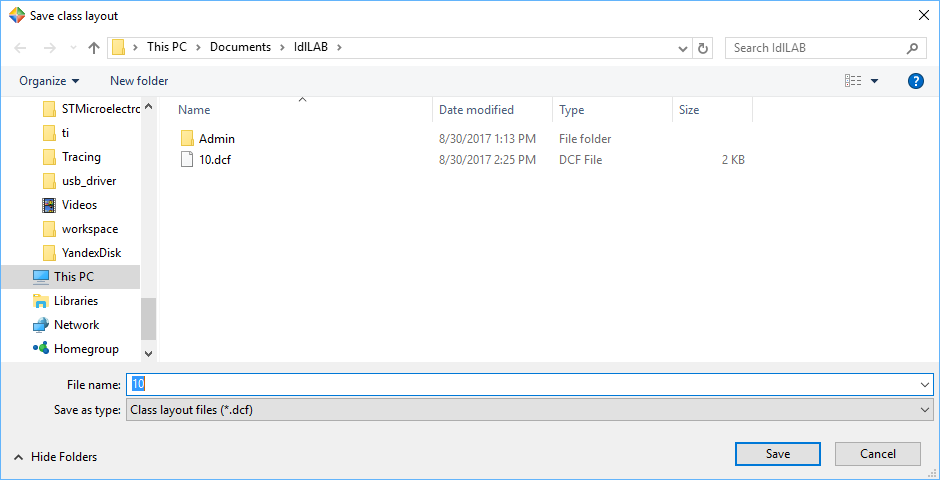 Save class layout
This PC > Documents > IdILAB >
Search IdILAB
Organize New folder
?
Name Date modified Type Size
STMicroelectro
ti
Tracing
usb_driver
Videos
workspace
YandexDisk
This PC
Libraries
Network
Homegroup
Admin 8/30/2017 1:13 PM File folder
10.dcf 8/30/2017 2:25 PM DCF File 2 KB
File name: 10
Save as type: Class layout files (*.dcf)
Hide Folders
Save Cancel